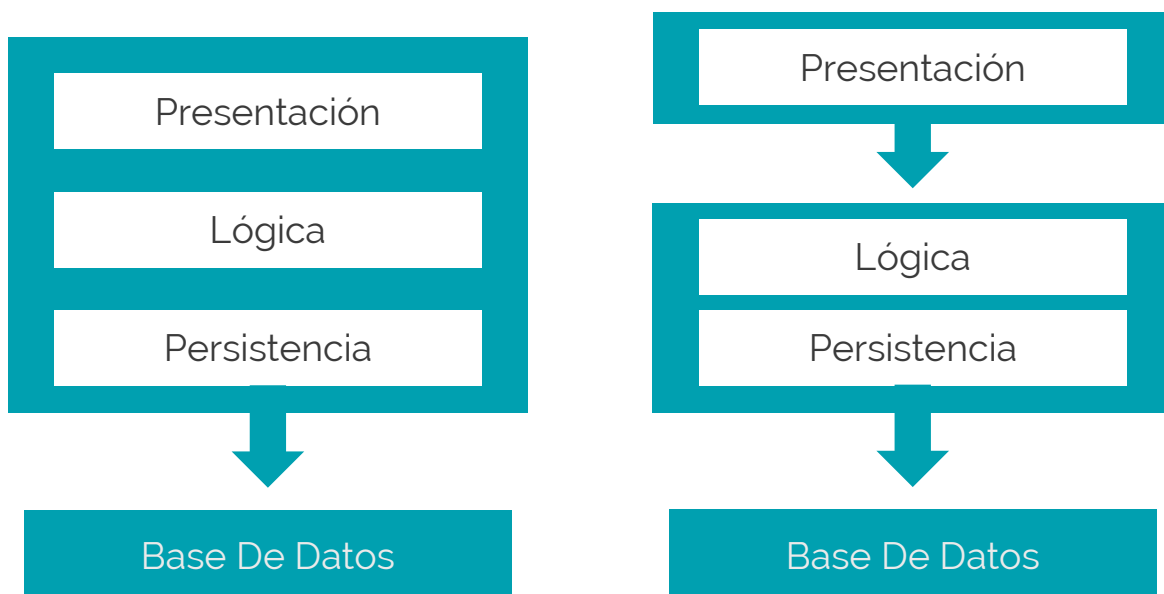 Presentación
Lógica
Persistencia
Base De Datos
Presentación
Lógica
Persistencia
Base De Datos